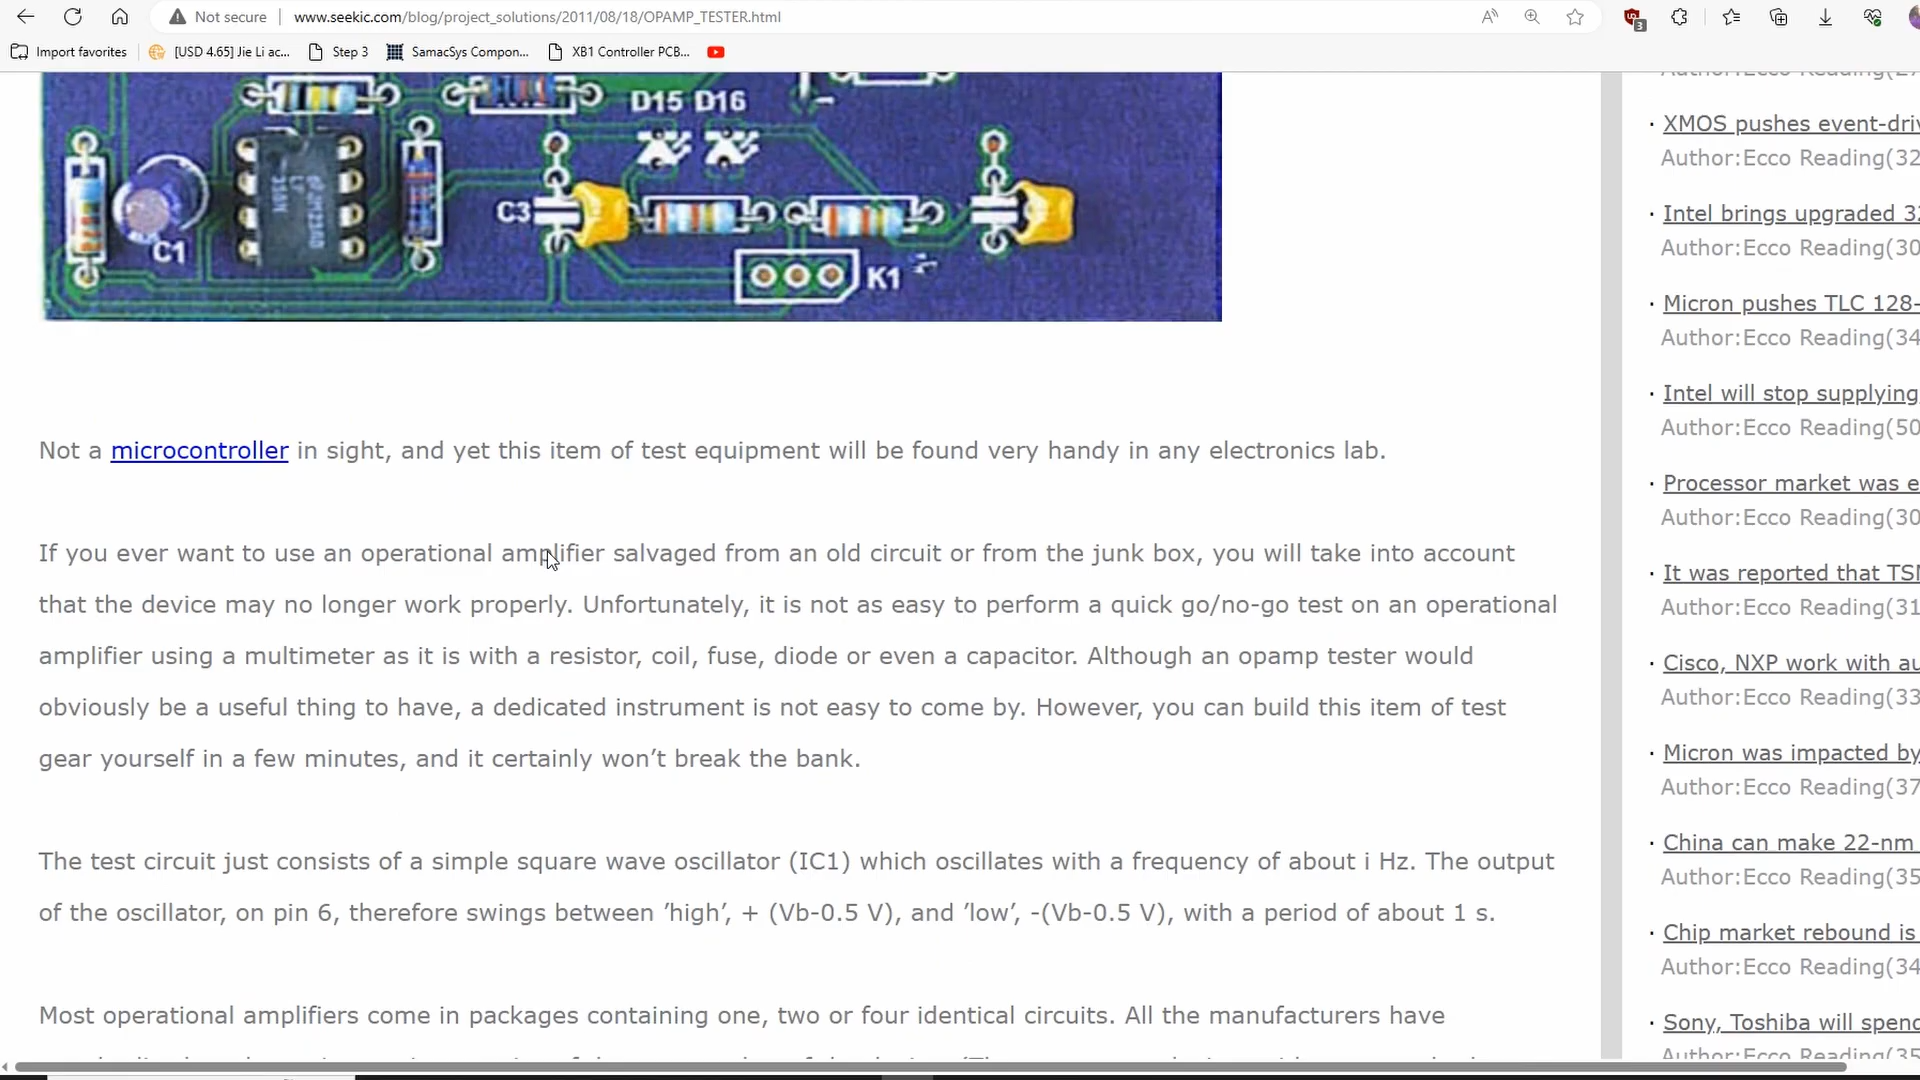 Not secure www.seekic.com/blog/project_solutions/2011/08/18/OPAMP_TESTER.html
3
Import favorites [USD 4.65] Jie Li ac... Step 3 SamacSys Compon... XB1 Controller PCB...
D15 D16
C1
C3
K1
Not a microcontroller in sight, and yet this item of test equipment will be found very handy in any electronics lab.
If you ever want to use an operational amplifier salvaged from an old circuit or from the junk box, you will take into account
that the device may no longer work properly. Unfortunately, it is not as easy to perform a quick go/no-go test on an operational
amplifier using a multimeter as it is with a resistor, coil, fuse, diode or even a capacitor. Although an opamp tester would
obviously be a useful thing to have, a dedicated instrument is not easy to come by. However, you can build this item of test
gear yourself in a few minutes, and it certainly won’t break the bank.
The test circuit just consists of a simple square wave oscillator (IC1) which oscillates with a frequency of about i Hz. The output
of the oscillator, on pin 6, therefore swings between ’high’, + (Vb-0.5 V), and ’low’, -(Vb-0.5 V), with a period of about 1 s.
Most operational amplifiers come in packages containing one, two or four identical circuits. All the manufacturers have
· XMOS pushes event-driv
Author:Ecco Reading(32
· Intel brings upgraded 32
Author:Ecco Reading(30
· Micron pushes TLC 128-
Author:Ecco Reading(34
· Intel will stop supplying
Author:Ecco Reading(50
· Processor market was e
Author:Ecco Reading(30
· It was reported that TSM
Author:Ecco Reading(31
· Cisco, NXP work with au
Author:Ecco Reading(33
· Micron was impacted by
Author:Ecco Reading(37
· China can make 22-nm
Author:Ecco Reading(35
· Chip market rebound is
Author:Ecco Reading(34
· Sony, Toshiba will spend
Author:Ecco Reading(35